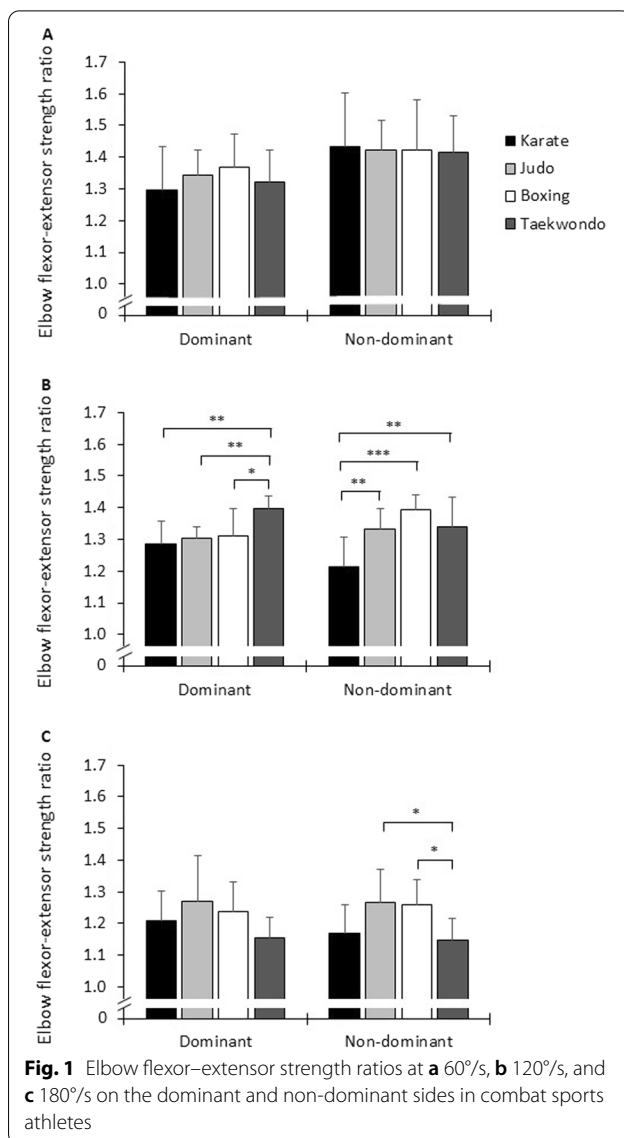 A
Elbow flexor-extensor strength ratio
1.7
1.6
1.5
1.4
1.3
1.2
1.1
1.0
0
Dominant
Non-dominant
Karate
Judo
Boxing
Taekwondo
B
Elbow flexor-extensor strength ratio
1.7
1.6
1.5
1.4
1.3
1.2
1.1
1.0
0
**
**
*
**
***
**
Dominant
Non-dominant
C
Elbow flexor-extensor strength ratio
1.7
1.6
1.5
1.4
1.3
1.2
1.1
1.0
0
*
*
Dominant
Non-dominant
Fig. 1 Elbow flexor–extensor strength ratios at a 60°/s, b 120°/s, and
c 180°/s on the dominant and non-dominant sides in combat sports
athletes